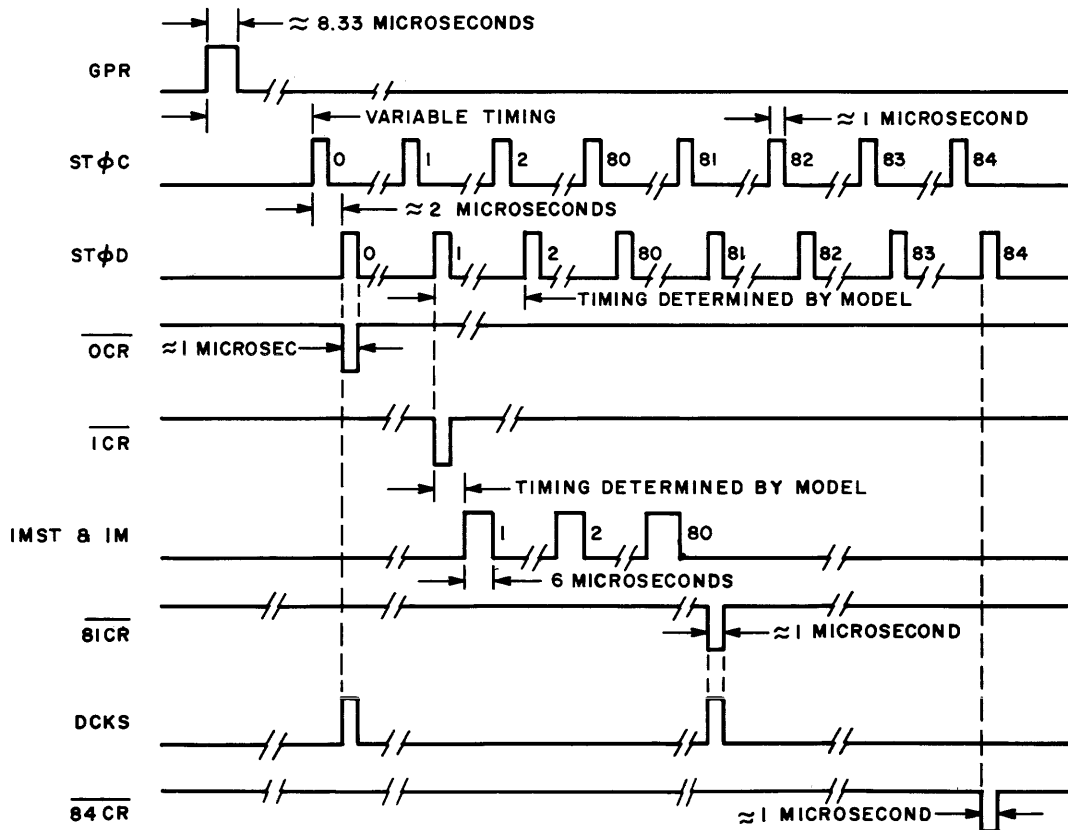 ≈ 8.33 MICROSECONDS
GPR
VARIABLE TIMING
≈ 1 MICROSECOND
STϕC
0 1 2 80 81 82 83 84
≈ 2 MICROSECONDS
STϕD
0 1 2 80 81 82 83 84
TIMING DETERMINED BY MODEL
OCR
≈ 1 MICROSEC
ICR
TIMING DETERMINED BY MODEL
IMST & IM
1 2 80
6 MICROSECONDS
81CR
≈ 1 MICROSECOND
DCKS
84CR
≈ 1 MICROSECOND